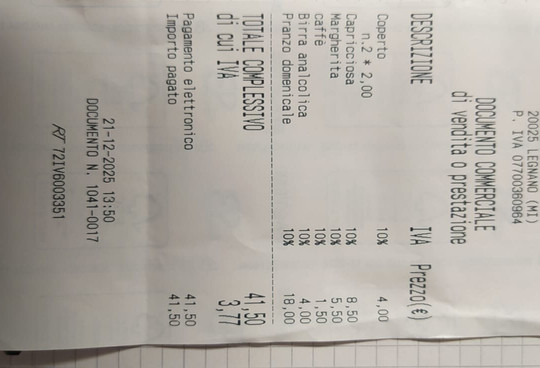 20025 LEGNANO (MI)
P. IVA 07700360964
DOCUMENTO COMMERCIALE
di vendita o prestazione
DESCRIZIONE IVA Prezzo(€)
Coperto 10% 4,00
n.2 * 2,00
Capricciosa 10% 8,50
Margherita 10% 5,50
caffè 10% 1,50
Birra analcolica 10% 4,00
Pranzo domenicale 10% 18,00
TOTALE COMPLESSIVO 41,50
di cui IVA 3,77
Pagamento elettronico 41,50
Importo pagato 41,50
21-12-2025 13:50
DOCUMENTO N. 1041-0017
RT 72IV6003351